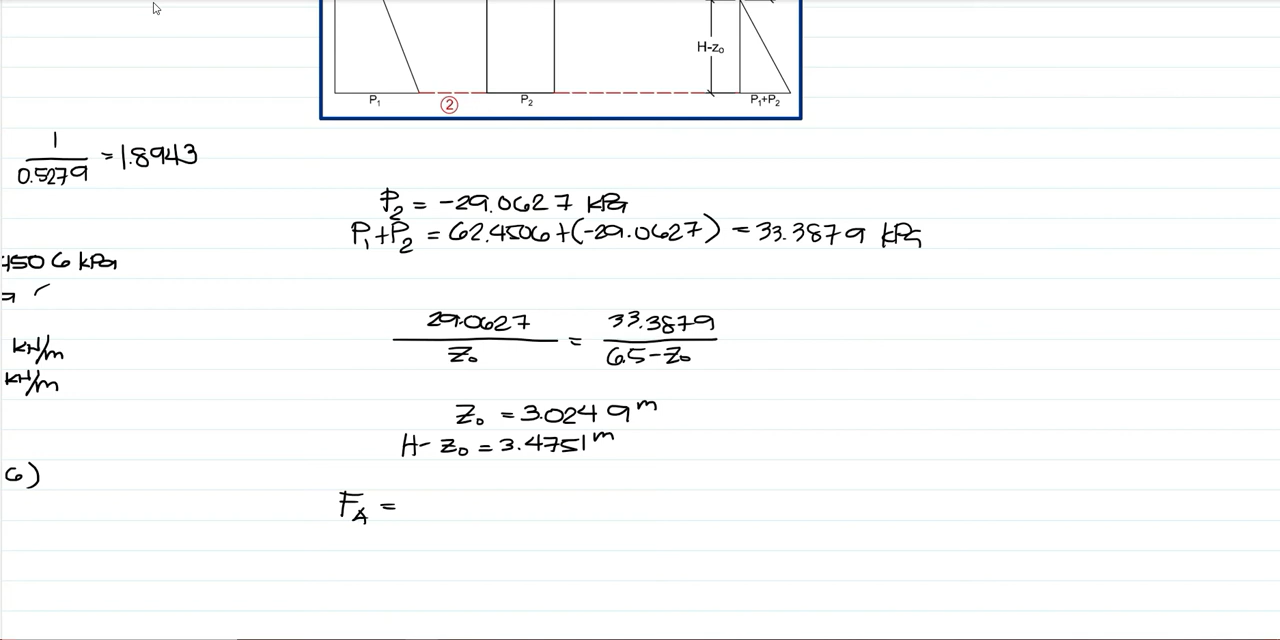 H-z₀
P₁ ② P₂ P₁+P₂
1/0.5279 = 1.8943
P₂ = -29.0627 kPa
P₁+P₂ = 62.4506+(-29.0627) = 33.3879 kPa
4506 kPa
29.0627/Z₀ = 33.3879/6.5-Z₀
kN/m
kN/m
Z₀ = 3.0249 m
H- Z₀ = 3.4751 m
6)
F_A =